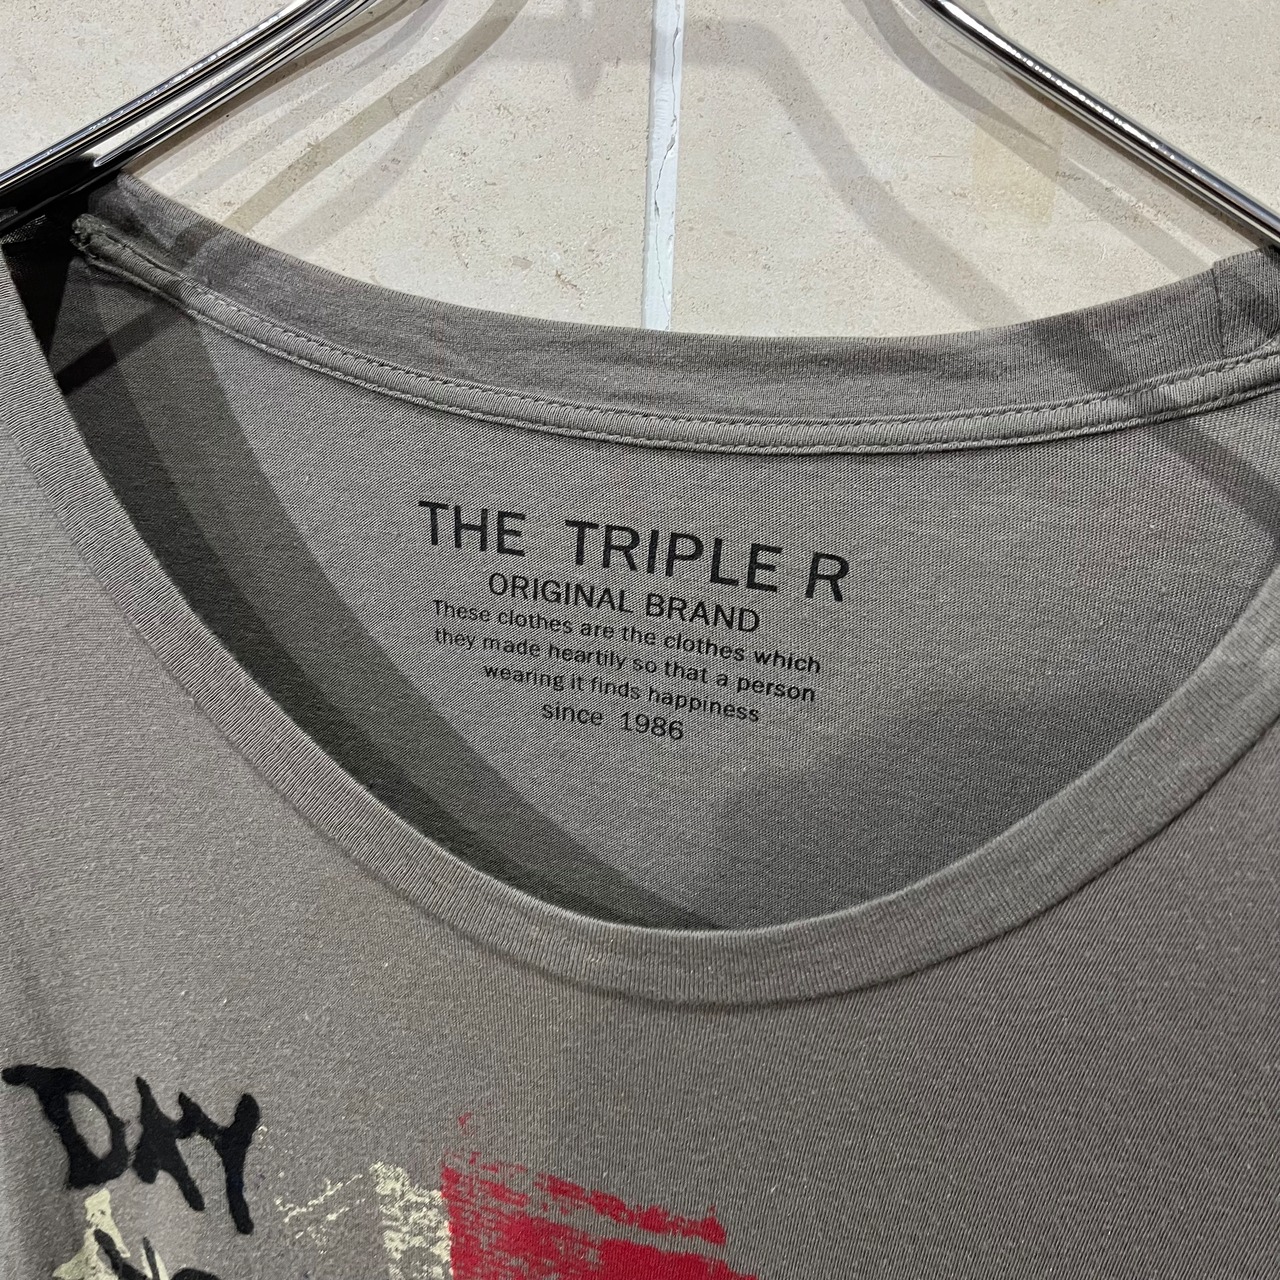 THE TRIPLE R
ORIGINAL BRAND
These clothes are the clothes which
they made heartily so that a person
wearing it finds happiness
since 1986
DAY